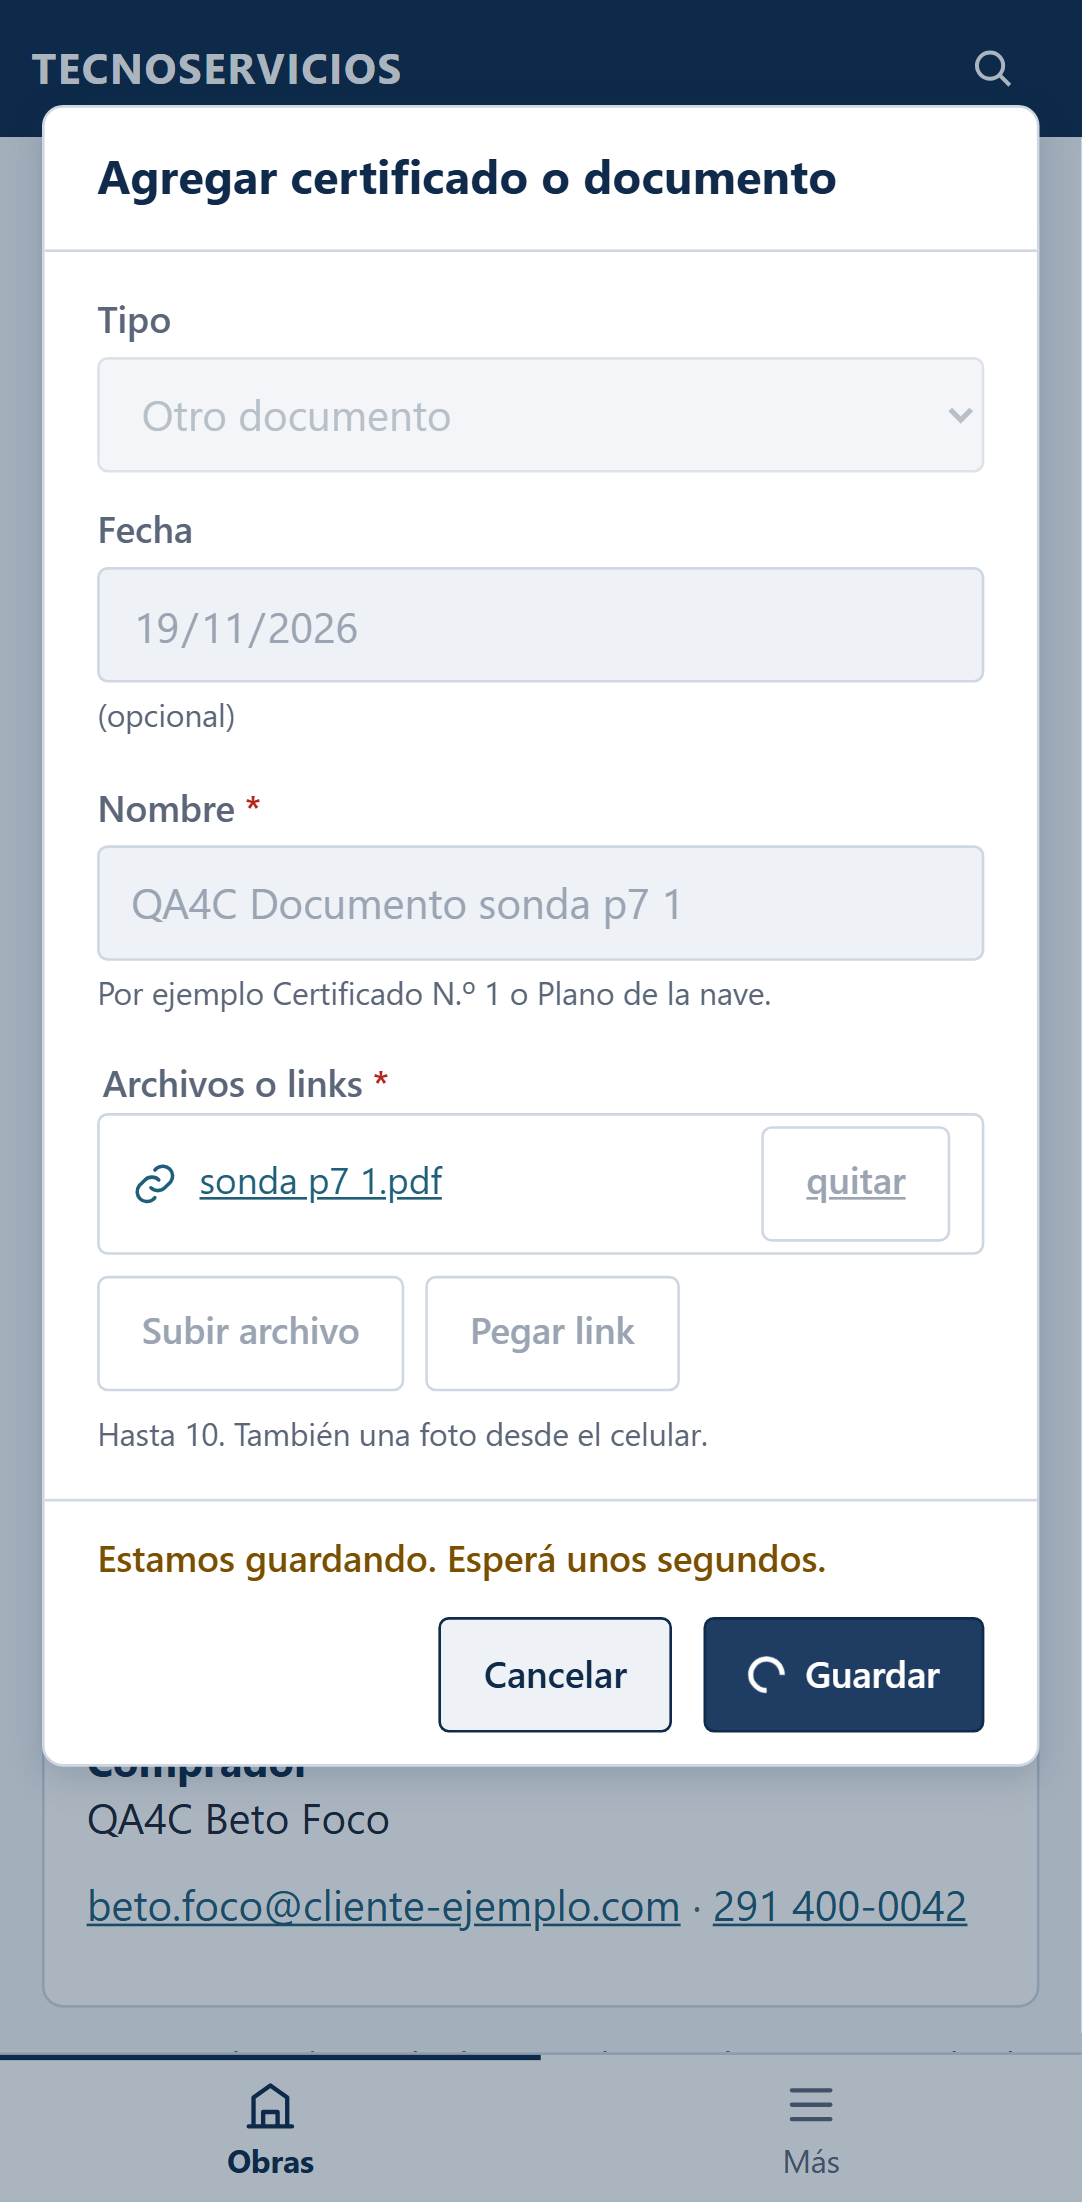 TECNOSERVICIOS
Agregar certificado o documento
Tipo
Otro documento
Fecha
19/11/2026
(opcional)
Nombre *
QA4C Documento sonda p7 1
Por ejemplo Certificado N.º 1 o Plano de la nave.
Archivos o links *
sonda p7 1.pdf quitar
Subir archivo Pegar link
Hasta 10. También una foto desde el celular.
Estamos guardando. Esperá unos segundos.
Cancelar Guardar
Comprador
QA4C Beto Foco
beto.foco@cliente-ejemplo.com · 291 400-0042
Obras Más